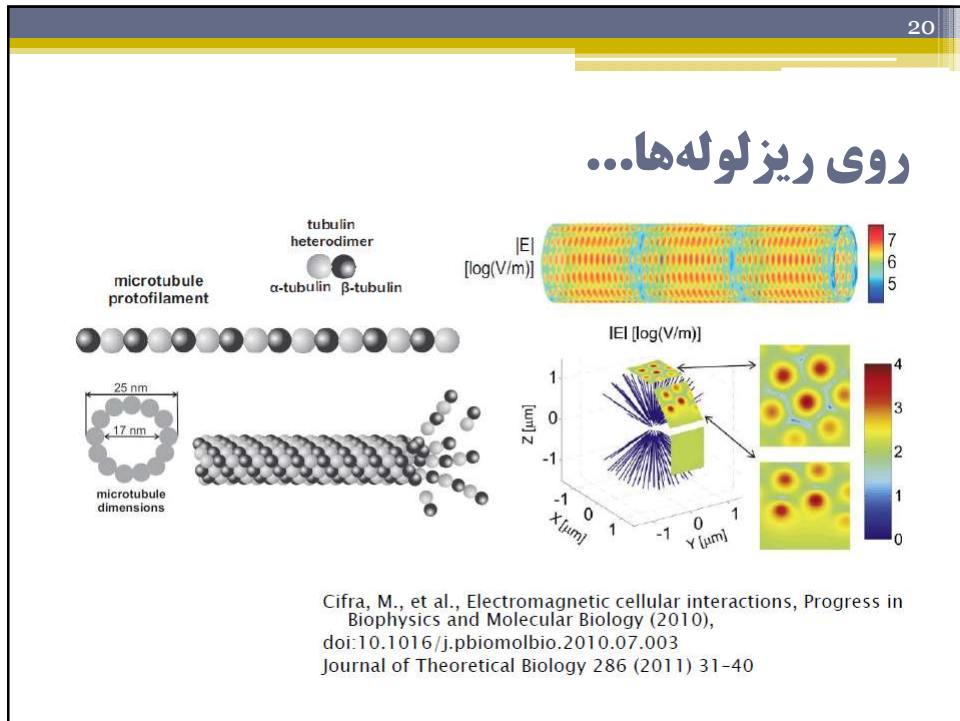 20
روی ریزلوله‌ها...
tubulin
heterodimer
α-tubulin β-tubulin
microtubule
protofilament
25 nm
17 nm
microtubule
dimensions
|E|
[log(V/m)]
7
6
5
|E| [log(V/m)]
1
0
-1
Z [μm]
-1
0
1
X [μm]
-1
0
1
Y [μm]
4
3
2
1
0
Cifra, M., et al., Electromagnetic cellular interactions, Progress in
Biophysics and Molecular Biology (2010),
doi:10.1016/j.pbiomolbio.2010.07.003
Journal of Theoretical Biology 286 (2011) 31–40